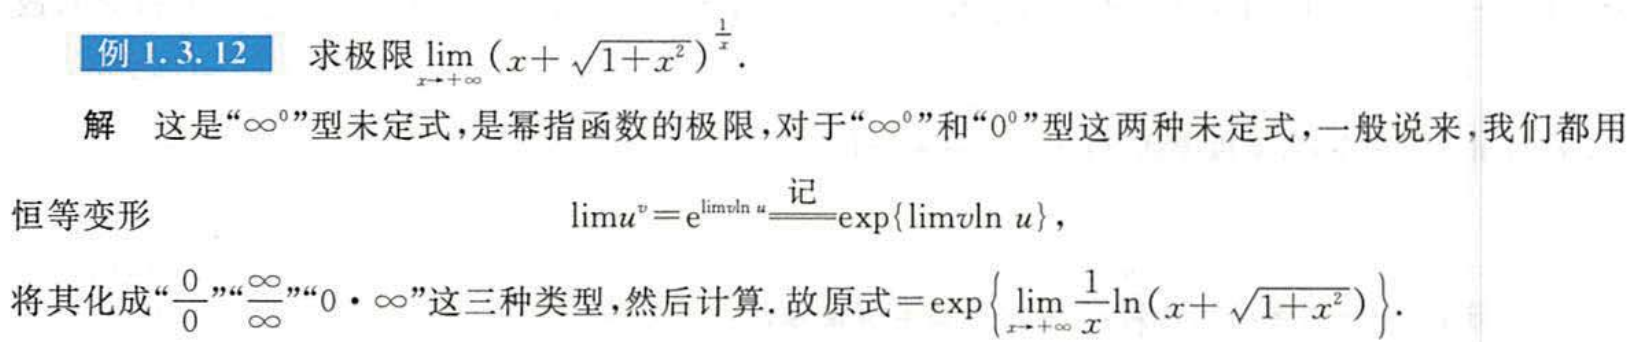 例 1.3.12 求极限 $\lim\limits_{x\to+\infty}(x+\sqrt{1+x^2})^{\frac{1}{x}}$.
解 这是“$\infty^0$”型未定式,是幂指函数的极限,对于“$\infty^0$”和“$0^0$”型这两种未定式,一般说来,我们都用
恒等变形 $\lim u^v=\mathrm{e}^{\lim v\ln u}\overset{记}{=\!=\!=}\exp\{\lim v\ln u\}$,
将其化成“$\frac{0}{0}$”“$\frac{\infty}{\infty}$”“$0\cdot\infty$”这三种类型,然后计算.故原式$=\exp\left\{\lim\limits_{x\to+\infty}\frac{1}{x}\ln(x+\sqrt{1+x^2})\right\}$.